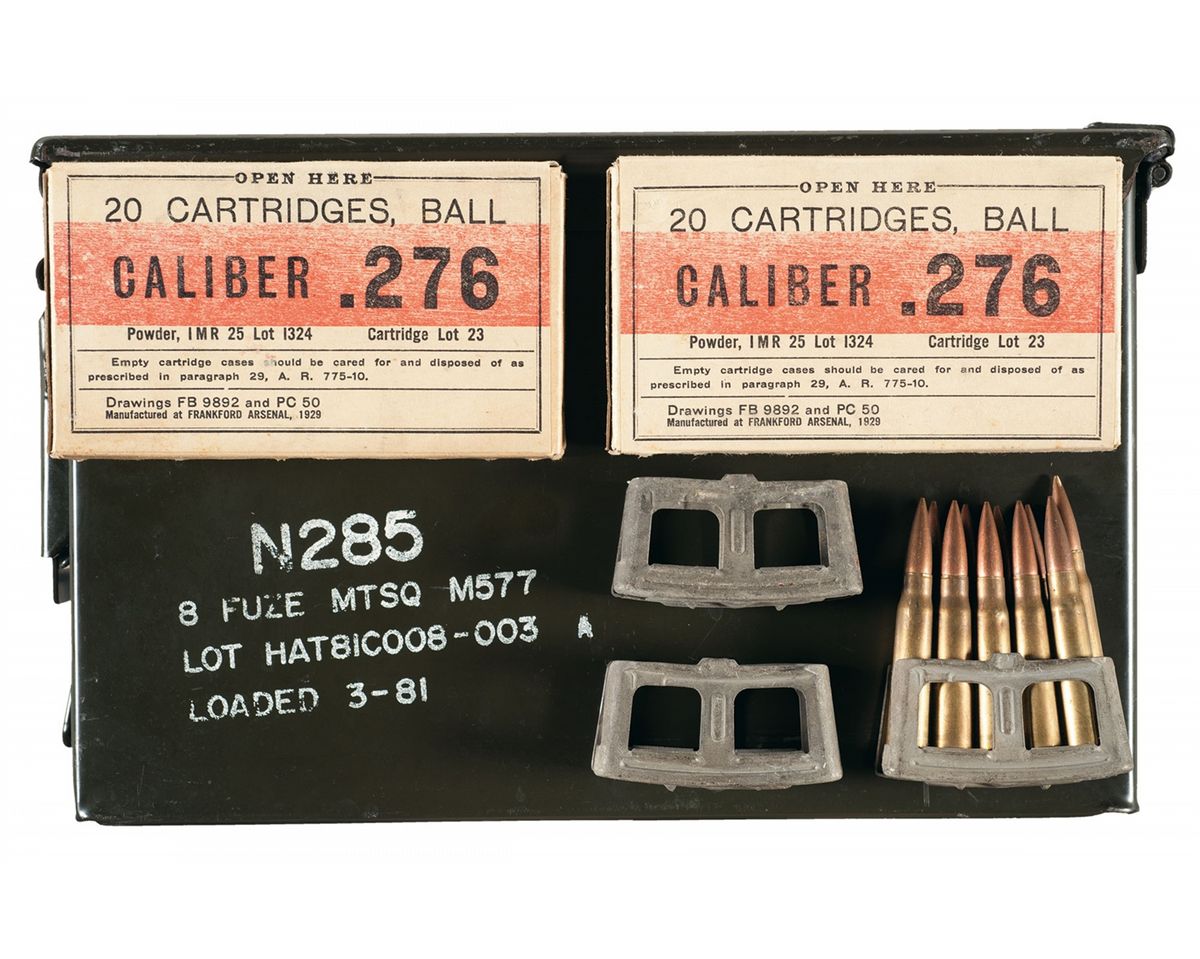 OPEN HERE
20 CARTRIDGES, BALL
CALIBER .276
Powder, IMR 25 Lot 1324 Cartridge Lot 23
Empty cartridge cases should be cared for and disposed of as
prescribed in paragraph 29, A. R. 775-10.
Drawings FB 9892 and PC 50
Manufactured at FRANKFORD ARSENAL, 1929
OPEN HERE
20 CARTRIDGES, BALL
CALIBER .276
Powder, IMR 25 Lot 1324 Cartridge Lot 23
Empty cartridge cases should be cared for and disposed of as
prescribed in paragraph 29, A. R. 775-10.
Drawings FB 9892 and PC 50
Manufactured at FRANKFORD ARSENAL, 1929
N285
8 FUZE MTSQ M577
LOT HAT81C008-003 A
LOADED 3-81